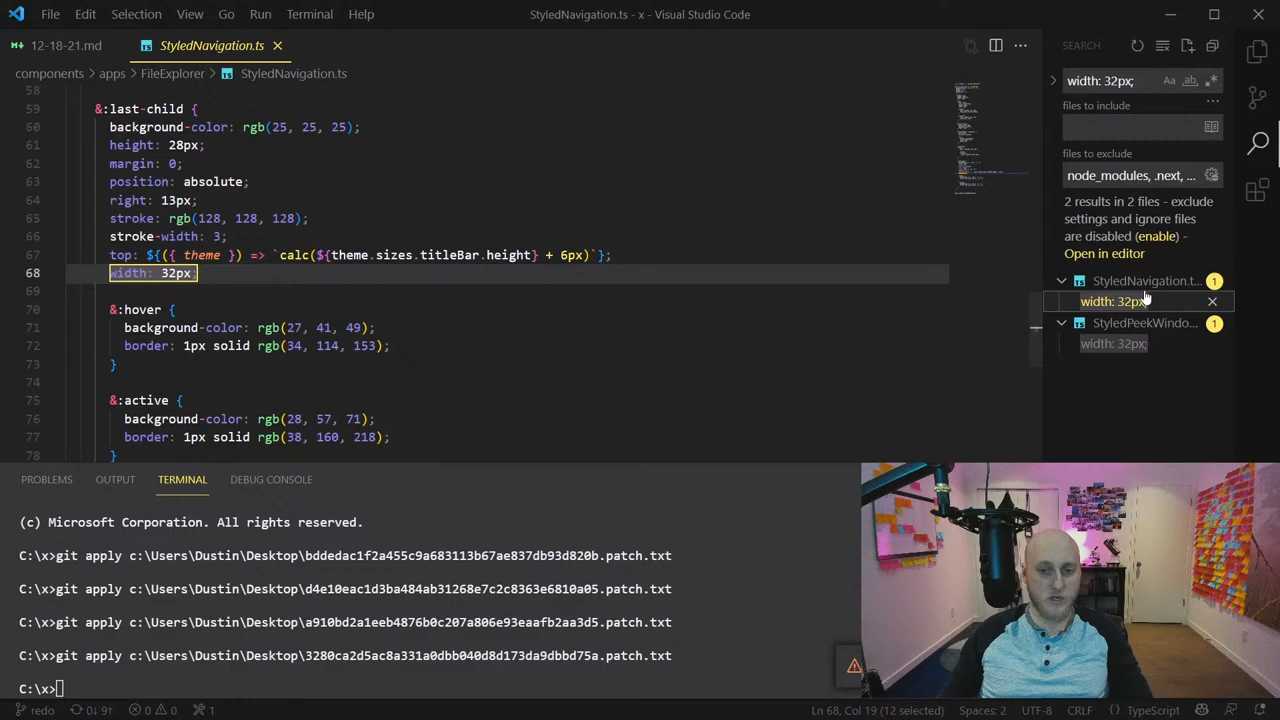 File Edit Selection View Go Run Terminal Help
StyledNavigation.ts - x - Visual Studio Code
12-18-21.md
StyledNavigation.ts
components > apps > FileExplorer > StyledNavigation.ts
58
59 &:last-child {
60 background-color: rgb(25, 25, 25);
61 height: 28px;
62 margin: 0;
63 position: absolute;
64 right: 13px;
65 stroke: rgb(128, 128, 128);
66 stroke-width: 3;
67 top: ${({ theme }) => `calc(${theme.sizes.titleBar.height} + 6px)`};
68 width: 32px;
69
70 &:hover {
71 background-color: rgb(27, 41, 49);
72 border: 1px solid rgb(34, 114, 153);
73 }
74
75 &:active {
76 background-color: rgb(28, 57, 71);
77 border: 1px solid rgb(38, 160, 218);
78 }
SEARCH
width: 32px;
Aa ab .*
files to include
files to exclude
node_modules, .next, ...
2 results in 2 files - exclude
settings and ignore files
are disabled (enable) -
Open in editor
StyledNavigation.t... 1
width: 32px;
StyledPeekWindo... 1
width: 32px;
PROBLEMS OUTPUT TERMINAL DEBUG CONSOLE
(c) Microsoft Corporation. All rights reserved.
C:\x>git apply c:\Users\Dustin\Desktop\bddedac1f2a455c9a683113b67ae837db93d820b.patch.txt
C:\x>git apply c:\Users\Dustin\Desktop\d4e10eac1d3ba484ab31268e7c2c8363e6810a05.patch.txt
C:\x>git apply c:\Users\Dustin\Desktop\a910bd2a1eeb4876b0c207a806e93eaafb2aa3d5.patch.txt
C:\x>git apply c:\Users\Dustin\Desktop\3280ca2d5ac8a331a0dbb040d8d173da9dbbd75a.patch.txt
C:\x>
redo 0↓ 9↑ 0 0 1
Ln 68, Col 19 (12 selected) Spaces: 2 UTF-8 CRLF {} TypeScript